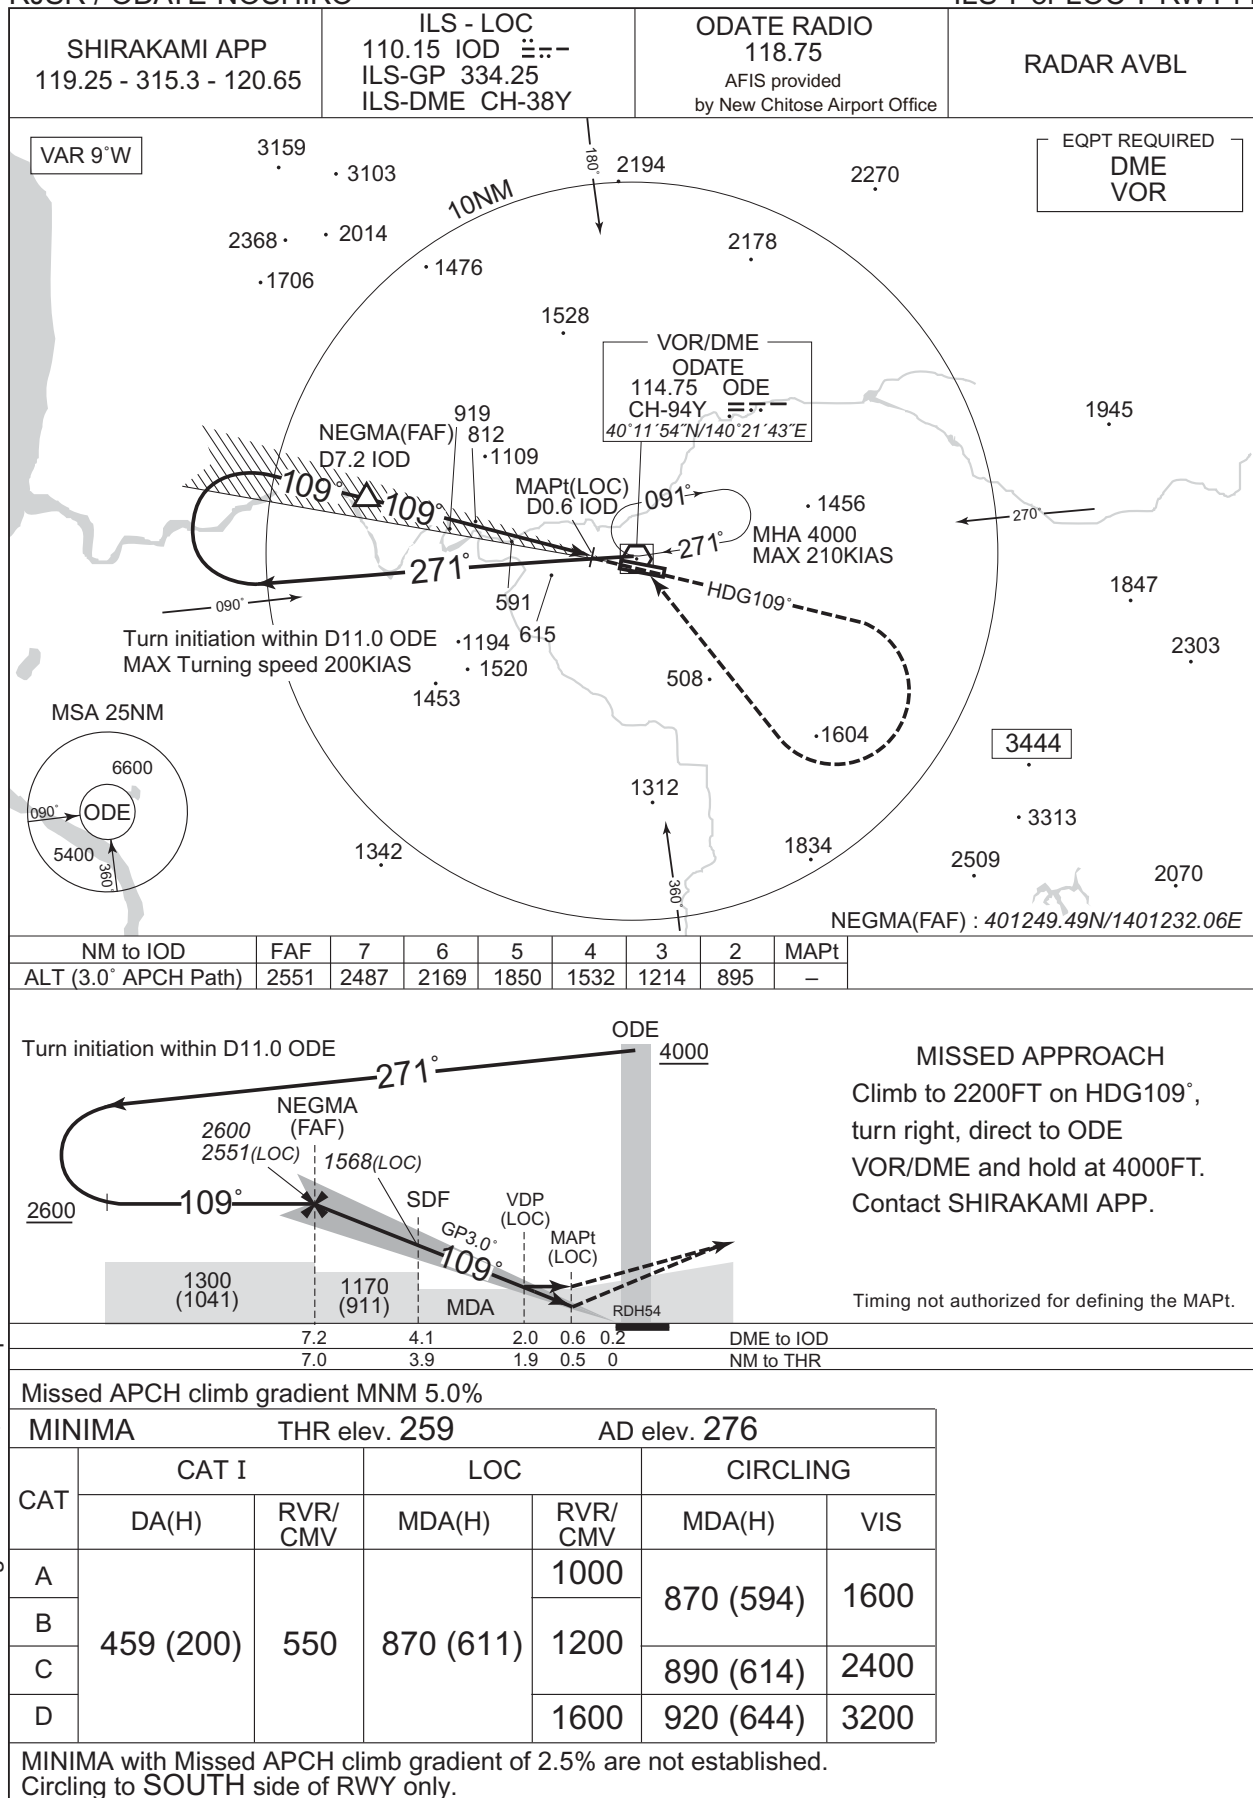 SHIRAKAMI APP
119.25 - 315.3 - 120.65
ILS - LOC
110.15 IOD
ILS-GP 334.25
ILS-DME CH-38Y
ODATE RADIO
118.75
AFIS provided
by New Chitose Airport Office
RADAR AVBL
VAR 9°W
EQPT REQUIRED
DME
VOR
3159
3103
180°
2194
2270
10NM
2368
2014
2178
1476
1706
1528
VOR/DME
ODATE
114.75 ODE
CH-94Y
40°11´54˝N/140°21´43˝E
1945
NEGMA(FAF)
D7.2 IOD
919
812
1109
MAPt(LOC)
D0.6 IOD
109°
109°
091°
271°
1456
MHA 4000
MAX 210KIAS
270°
271°
HDG109°
090°
591
615
1847
Turn initiation within D11.0 ODE
MAX Turning speed 200KIAS
1194
1520
1453
508
2303
MSA 25NM
6600
090°
ODE
5400
360°
1604
3444
1312
3313
1342
360°
1834
2509
2070
NEGMA(FAF) : 401249.49N/1401232.06E
NM to IOD FAF 7 6 5 4 3 2 MAPt
ALT (3.0° APCH Path) 2551 2487 2169 1850 1532 1214 895 –
Turn initiation within D11.0 ODE
ODE
4000
271°
NEGMA
(FAF)
2600
2551(LOC)
1568(LOC)
SDF
VDP
(LOC)
MAPt
(LOC)
2600
109°
GP3.0°
109°
1300
(1041)
1170
(911)
MDA
RDH54
7.2 4.1 2.0 0.6 0.2 DME to IOD
7.0 3.9 1.9 0.5 0 NM to THR
MISSED APPROACH
Climb to 2200FT on HDG109°,
turn right, direct to ODE
VOR/DME and hold at 4000FT.
Contact SHIRAKAMI APP.
Timing not authorized for defining the MAPt.
Missed APCH climb gradient MNM 5.0%
MINIMA THR elev. 259 AD elev. 276
CAT
CAT I LOC CIRCLING
DA(H) RVR/CMV MDA(H) RVR/CMV MDA(H) VIS
A
B
C
D
459 (200)
550
870 (611)
1000
1200
1600
870 (594) 1600
890 (614) 2400
920 (644) 3200
MINIMA with Missed APCH climb gradient of 2.5% are not established.
Circling to SOUTH side of RWY only.